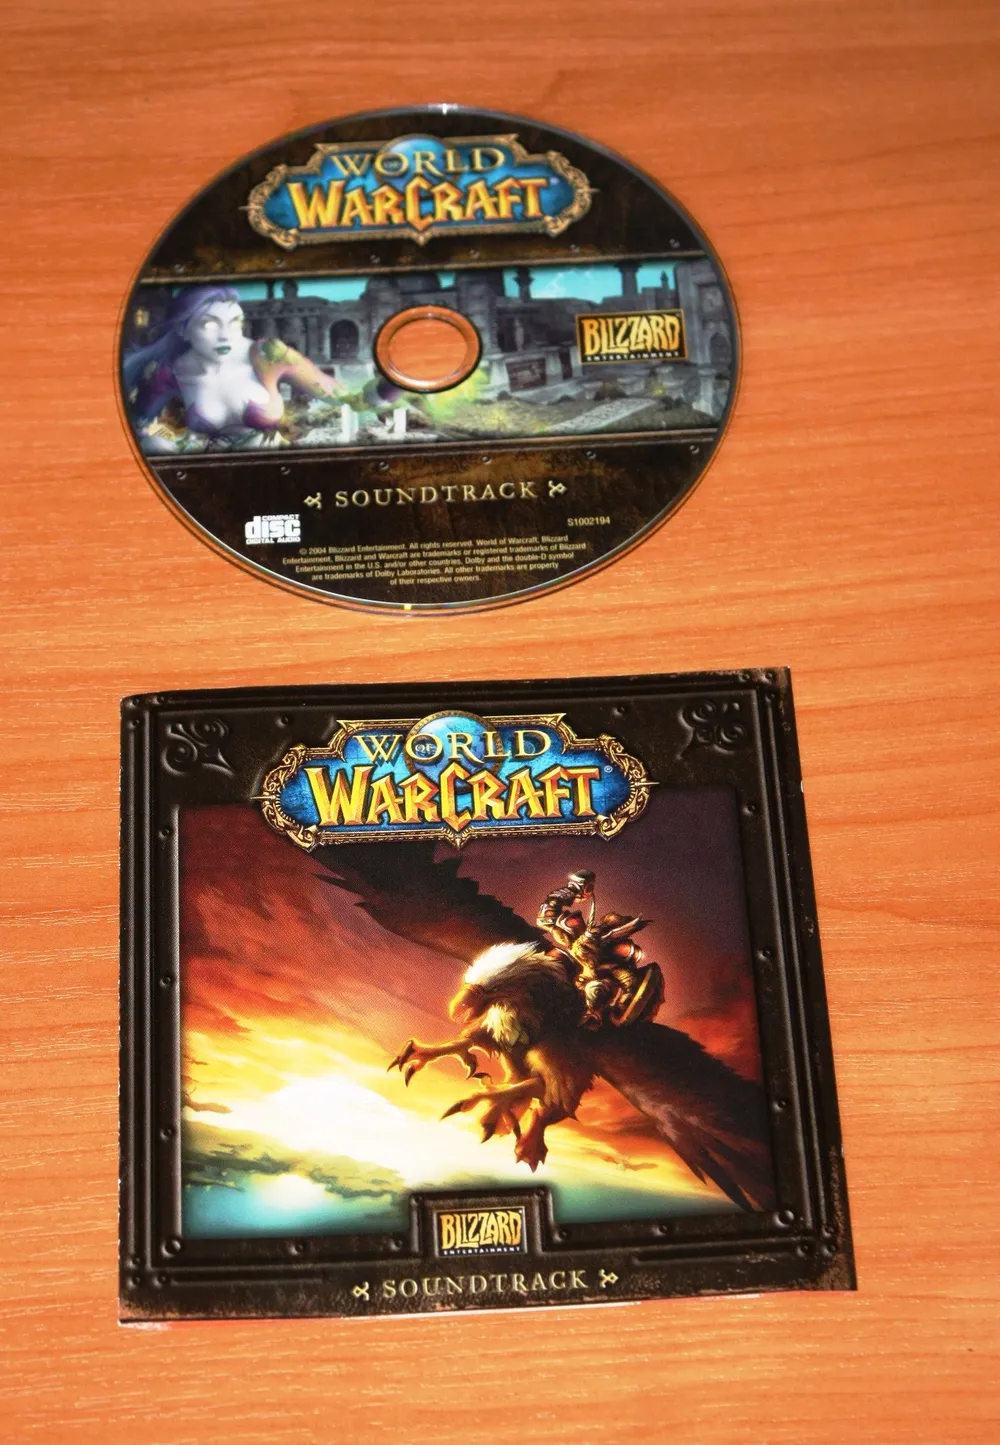 WORLD
OF
WARCRAFT®
BLIZZARD
ENTERTAINMENT
SOUNDTRACK
COMPACT
disc
DIGITAL AUDIO
S1002194
© 2004 Blizzard Entertainment. All rights reserved. World of Warcraft, Blizzard
Entertainment, Blizzard and Warcraft are trademarks or registered trademarks of Blizzard
Entertainment in the U.S. and/or other countries. Dolby and the double-D symbol
are trademarks of Dolby Laboratories. All other trademarks are property
of their respective owners.
WORLD
OF
WARCRAFT®
BLIZZARD
ENTERTAINMENT
SOUNDTRACK